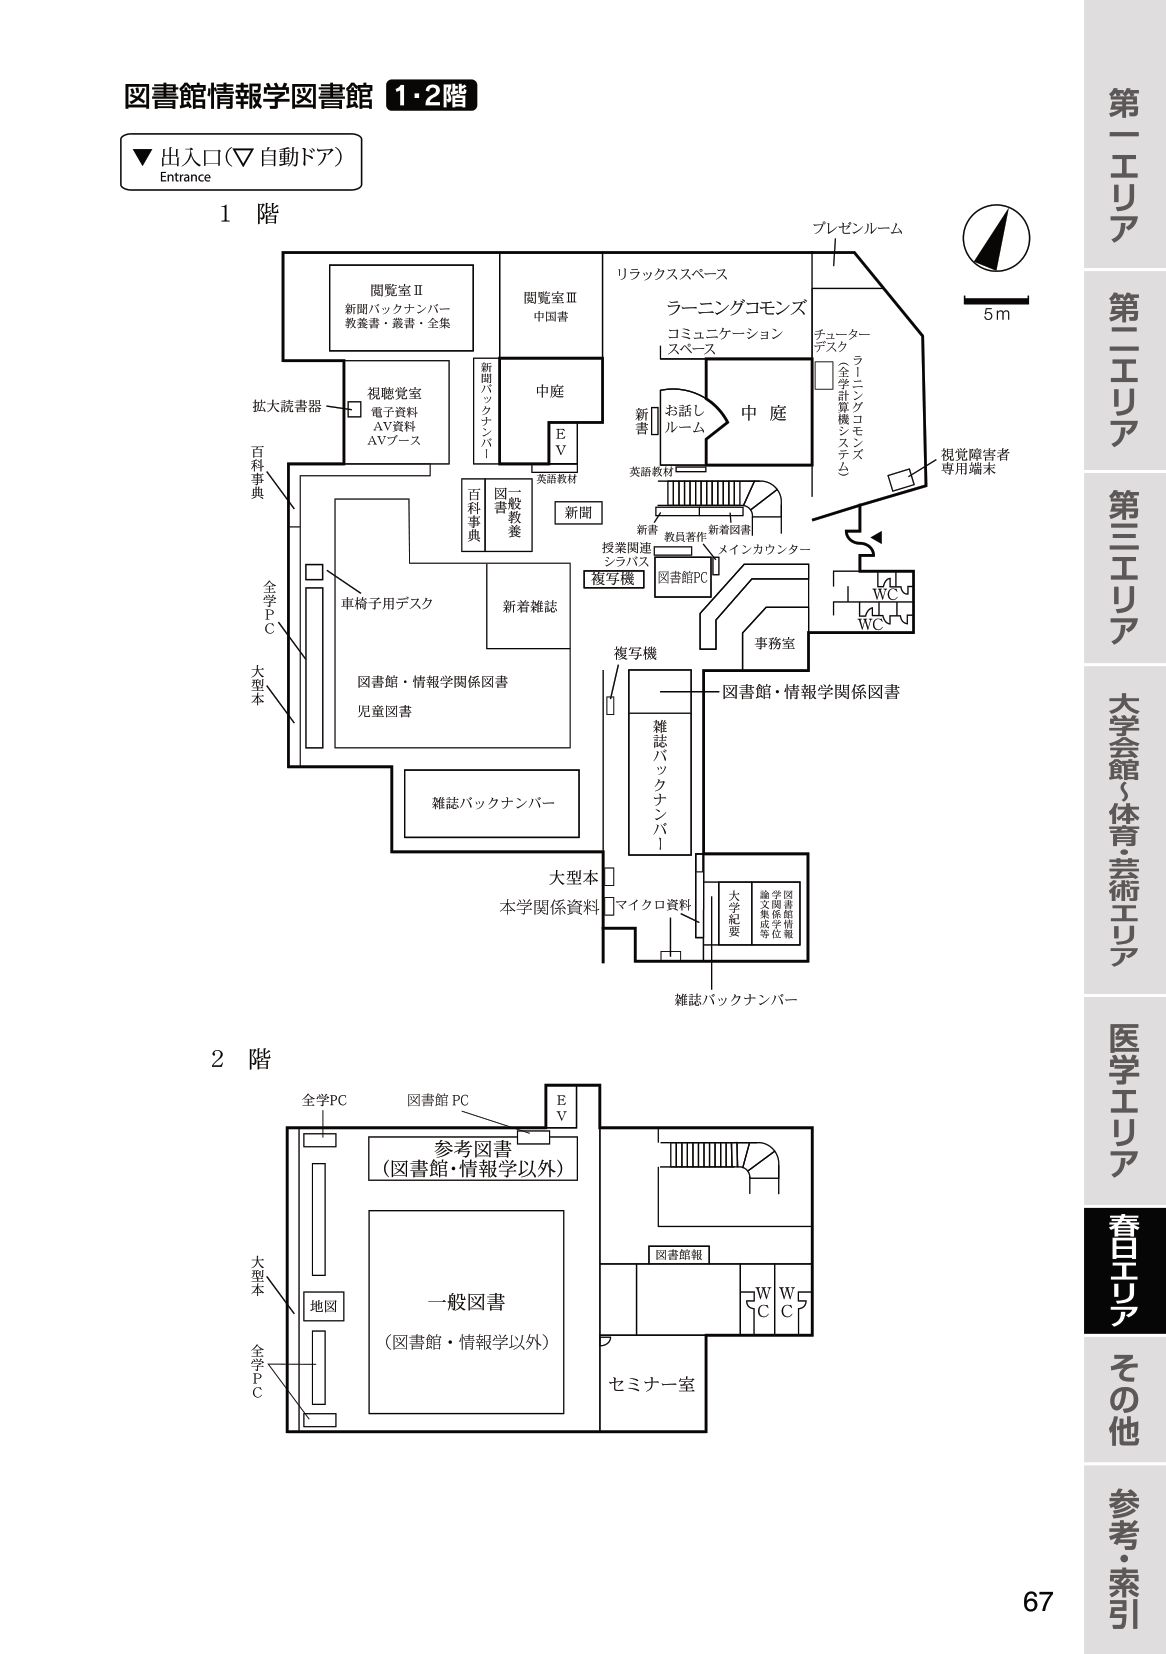 図書館情報学図書館 1・2階
▼ 出入口(▽ 自動ドア)
Entrance
1 階
プレゼンルーム
リラックススペース
閲覧室Ⅱ
新聞バックナンバー
教養書・叢書・全集
閲覧室Ⅲ
中国書
ラーニングコモンズ
コミュニケーション
スペース
5m
チューター
デスク
ラーニングコモンズ
(全学計算機システム)
視聴覚室
電子資料
AV資料
AVブース
拡大読書器
新聞バックナンバー
中庭
EV
新書
お話し
ルーム
中 庭
百科事典
英語教材
英語教材
視覚障害者
専用端末
百科事典
一般教養
図書
新聞
新書
新着図書
教員著作
メインカウンター
授業関連
シラバス
複写機
図書館PC
WC
WC
全学PC
車椅子用デスク
新着雑誌
事務室
複写機
大型本
図書館・情報学関係図書
児童図書
図書館・情報学関係図書
雑誌バックナンバー
雑誌バックナンバー
大型本
本学関係資料
マイクロ資料
大学紀要
図書館情報
学関係学位
論文集成等
雑誌バックナンバー
2 階
全学PC
図書館 PC
EV
参考図書
(図書館・情報学以外)
大型本
地図
一般図書
(図書館・情報学以外)
図書館報
WC
WC
全学PC
セミナー室
67
第一エリア
第二エリア
第三エリア
大学会館～体育・芸術エリア
医学エリア
春日エリア
その他
参考・索引